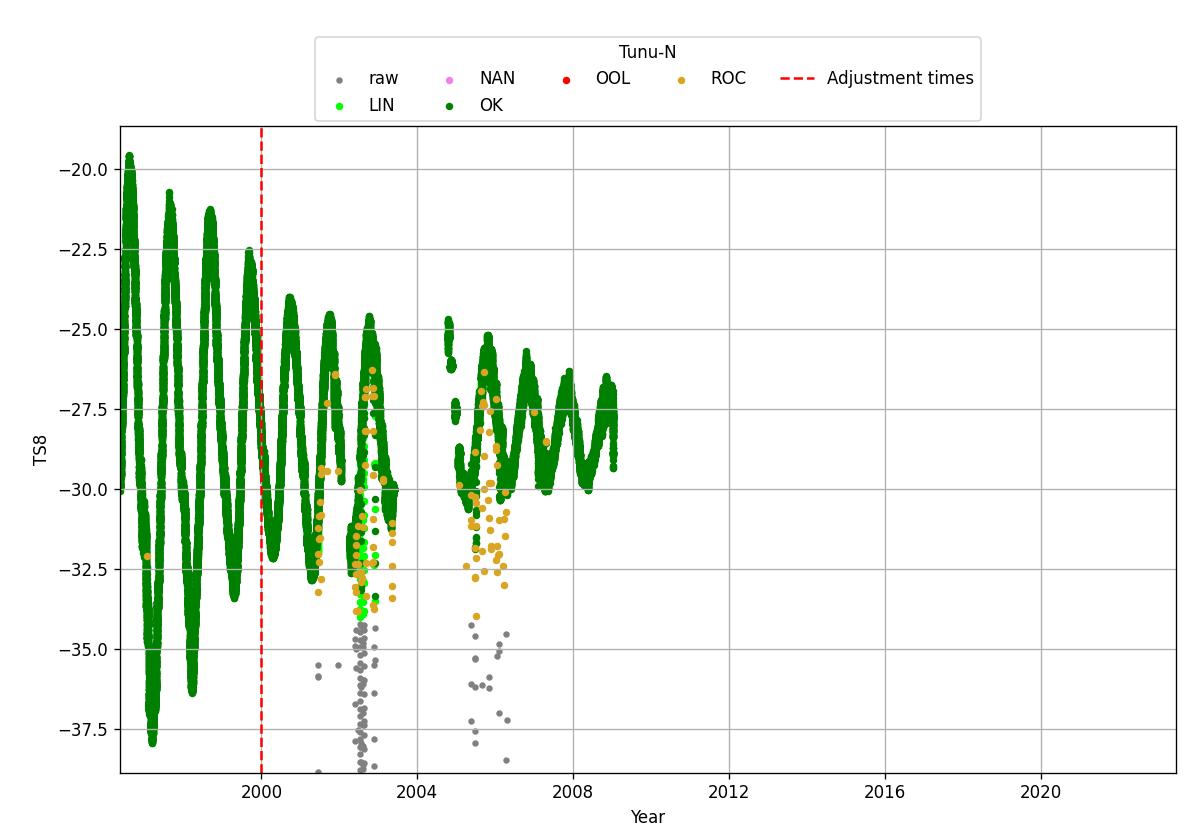 Tunu-N
raw NAN OOL ROC Adjustment times
LIN OK
−20.0
−22.5
−25.0
−27.5
−30.0
−32.5
−35.0
−37.5
TS8
2000 2004 2008 2012 2016 2020
Year